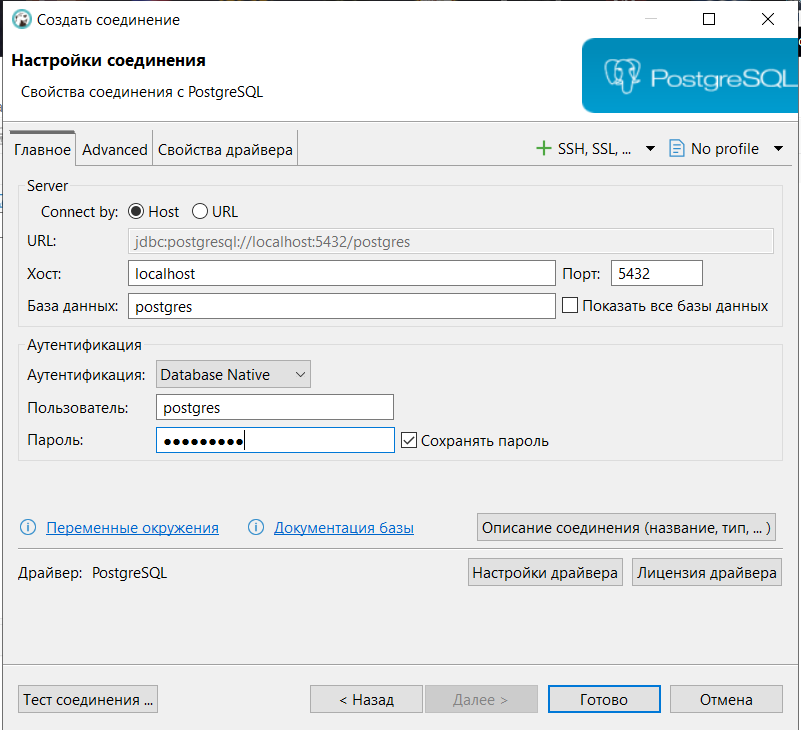 Создать соединение
Настройки соединения
Свойства соединения с PostgreSQL
PostgreSQL
Главное Advanced Свойства драйвера SSH, SSL, ... No profile
Server
Connect by: Host URL
URL: jdbc:postgresql://localhost:5432/postgres
Хост: localhost Порт: 5432
База данных: postgres Показать все базы данных
Аутентификация
Аутентификация: Database Native
Пользователь: postgres
Пароль: ●●●●●●●●● Сохранять пароль
Переменные окружения Документация базы Описание соединения (название, тип, ... )
Драйвер: PostgreSQL Настройки драйвера Лицензия драйвера
Тест соединения ... < Назад Далее > Готово Отмена